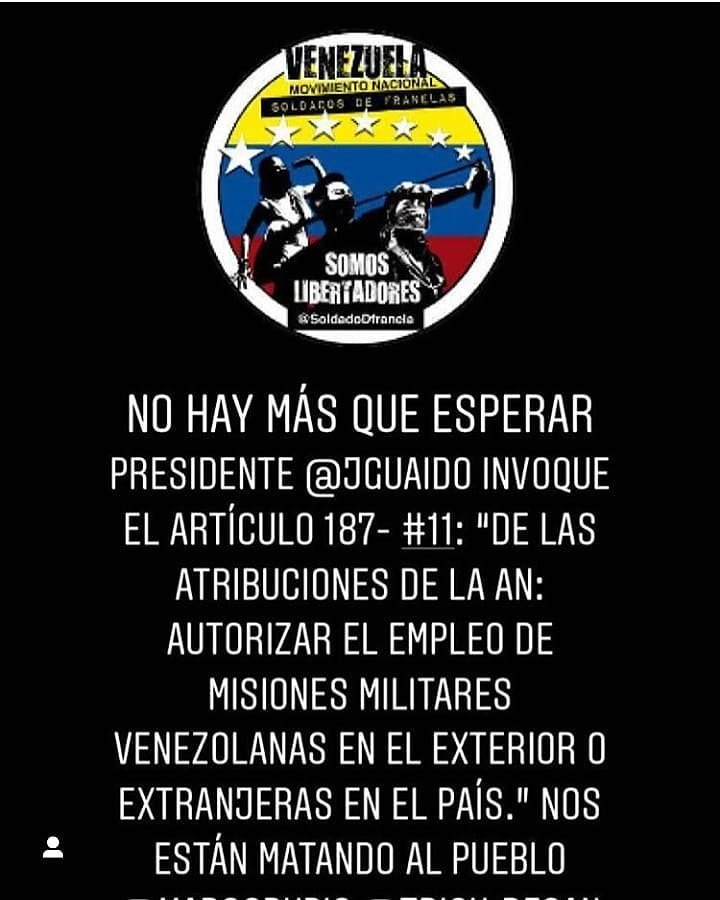 VENEZUELA
MOVIMIENTO NACIONAL
SOLDADOS DE FRANELAS
SOMOS
LIBERTADORES
@SoldadoDfrancla
NO HAY MÁS QUE ESPERAR
PRESIDENTE @JGUAIDO INVOQUE
EL ARTÍCULO 187- #11: "DE LAS
ATRIBUCIONES DE LA AN:
AUTORIZAR EL EMPLEO DE
MISIONES MILITARES
VENEZOLANAS EN EL EXTERIOR O
EXTRANJERAS EN EL PAÍS." NOS
ESTÁN MATANDO AL PUEBLO